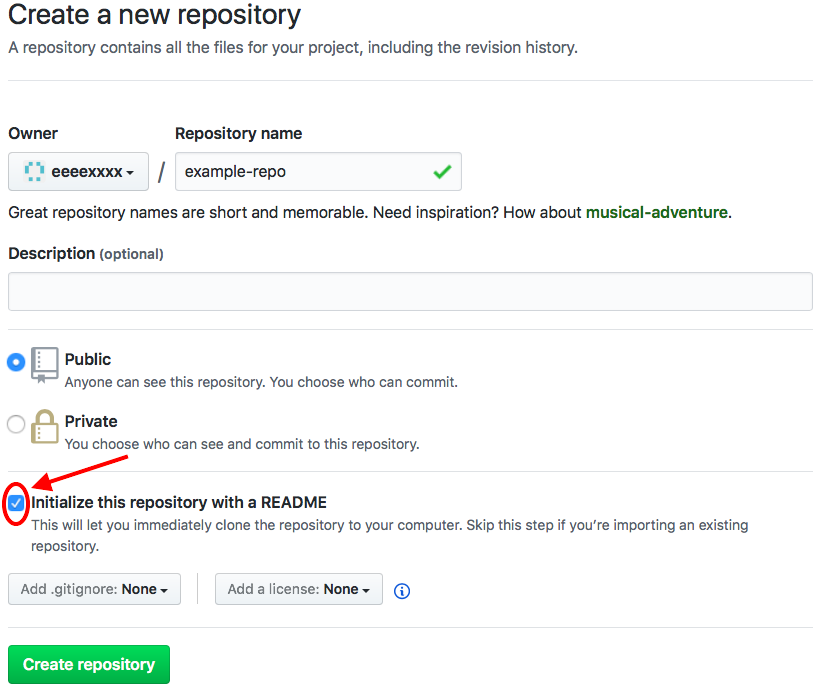 Create a new repository
A repository contains all the files for your project, including the revision history.
Owner
Repository name
eeeexxxx / example-repo
Great repository names are short and memorable. Need inspiration? How about musical-adventure.
Description (optional)
Public
Anyone can see this repository. You choose who can commit.
Private
You choose who can see and commit to this repository.
Initialize this repository with a README
This will let you immediately clone the repository to your computer. Skip this step if you’re importing an existing
repository.
Add .gitignore: None
Add a license: None
Create repository